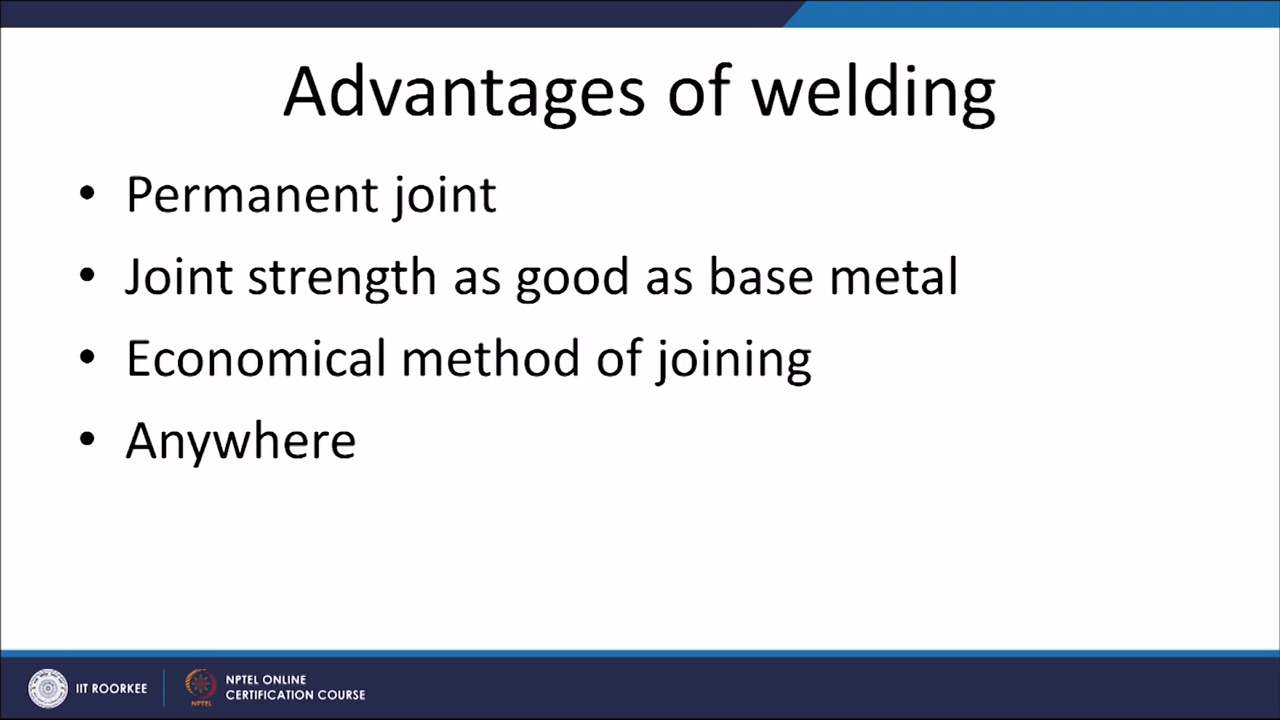 Advantages of welding
• Permanent joint
• Joint strength as good as base metal
• Economical method of joining
• Anywhere
IIT ROORKEE
NPTEL
NPTEL ONLINE
CERTIFICATION COURSE